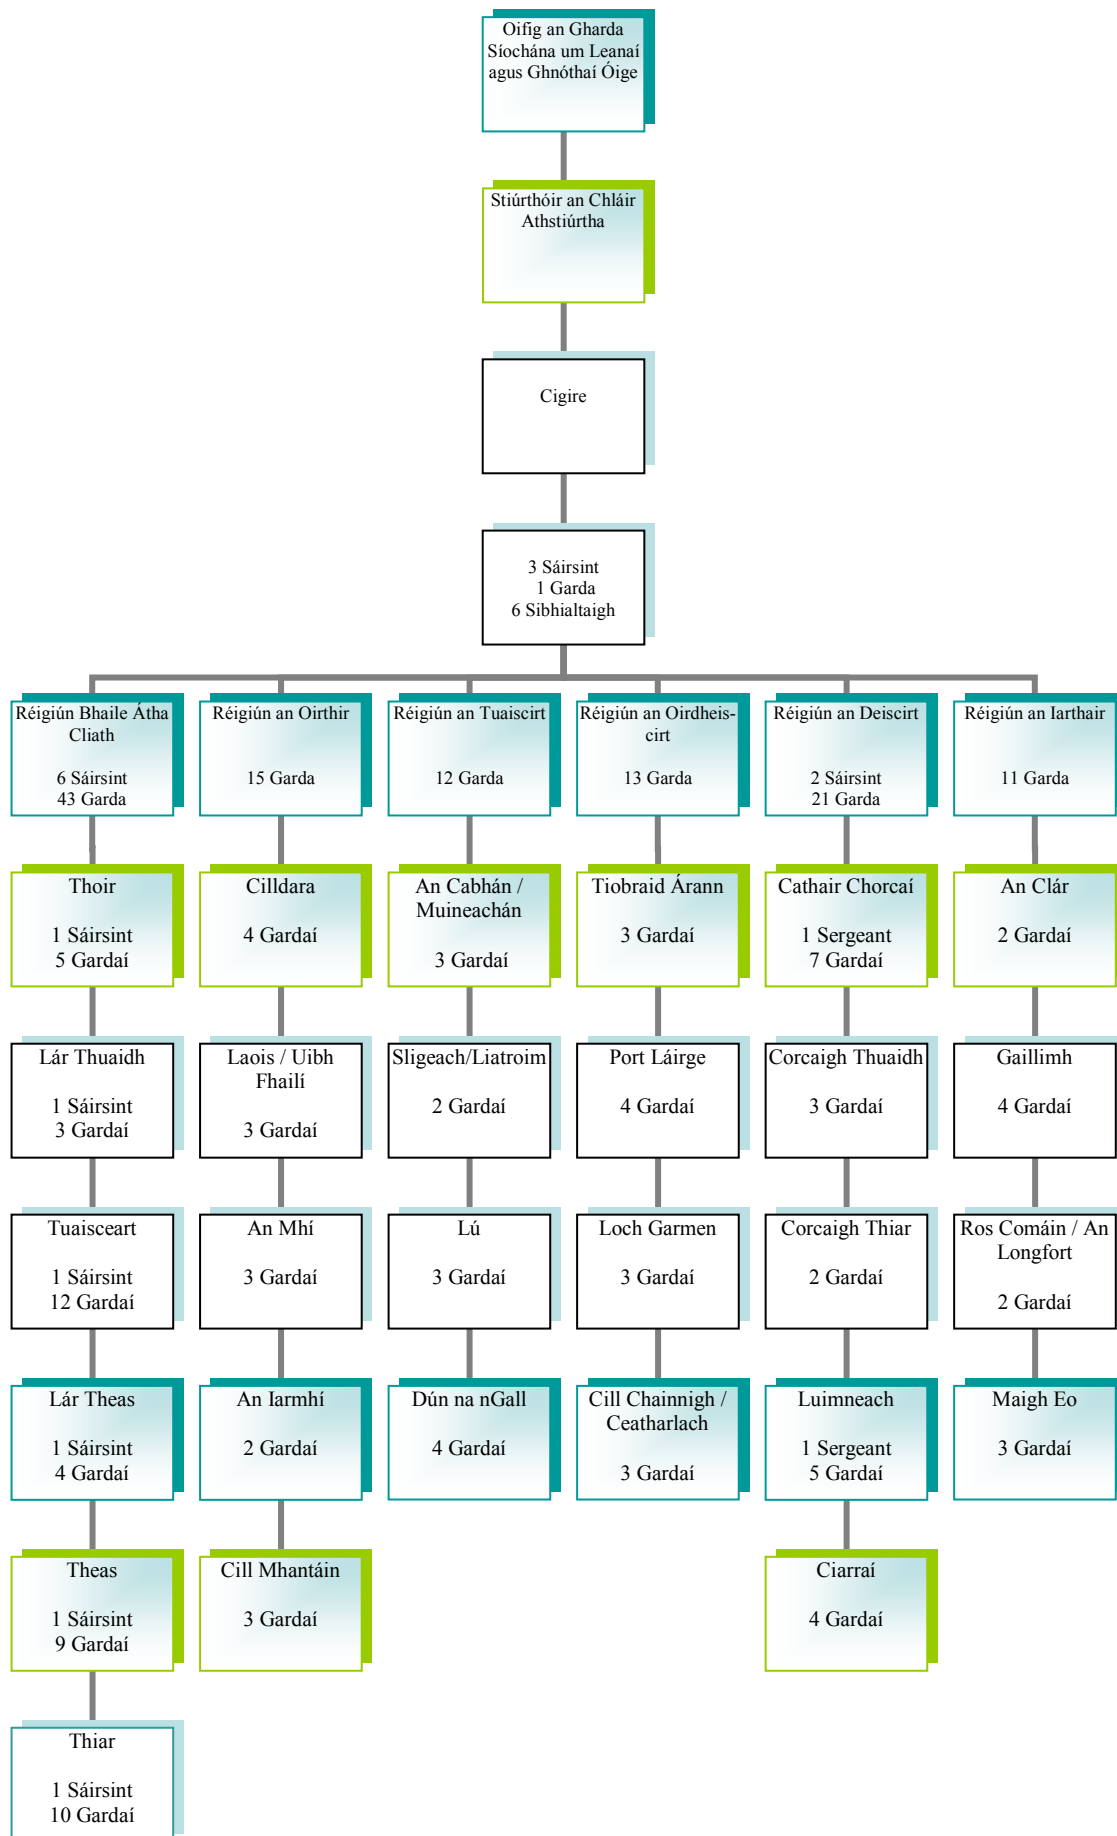 Oifig an Gharda
Síochána um Leanaí
agus Ghnóthaí Óige
Stiúrthóir an Chláir
Athstiúrtha
Cigire
3 Sáirsint
1 Garda
6 Sibhialtaigh
Réigiún Bhaile Átha
Cliath
6 Sáirsint
43 Garda
Réigiún an Oirthir
15 Garda
Réigiún an Tuaiscirt
12 Garda
Réigiún an Oirdheis-
cirt
13 Garda
Réigiún an Deiscirt
2 Sáirsint
21 Garda
Réigiún an Iarthair
11 Garda
Thoir
1 Sáirsint
5 Gardaí
Cilldara
4 Gardaí
An Cabhán /
Muineachán
3 Gardaí
Tiobraid Árann
3 Gardaí
Cathair Chorcaí
1 Sergeant
7 Gardaí
An Clár
2 Gardaí
Lár Thuaidh
1 Sáirsint
3 Gardaí
Laois / Uibh
Fhailí
3 Gardaí
Sligeach/Liatroim
2 Gardaí
Port Láirge
4 Gardaí
Corcaigh Thuaidh
3 Gardaí
Gaillimh
4 Gardaí
Tuaisceart
1 Sáirsint
12 Gardaí
An Mhí
3 Gardaí
Lú
3 Gardaí
Loch Garmen
3 Gardaí
Corcaigh Thiar
2 Gardaí
Ros Comáin / An
Longfort
2 Gardaí
Lár Theas
1 Sáirsint
4 Gardaí
An Iarmhí
2 Gardaí
Dún na nGall
4 Gardaí
Cill Chainnigh /
Ceatharlach
3 Gardaí
Luimneach
1 Sergeant
5 Gardaí
Maigh Eo
3 Gardaí
Theas
1 Sáirsint
9 Gardaí
Cill Mhantáin
3 Gardaí
Ciarraí
4 Gardaí
Thiar
1 Sáirsint
10 Gardaí